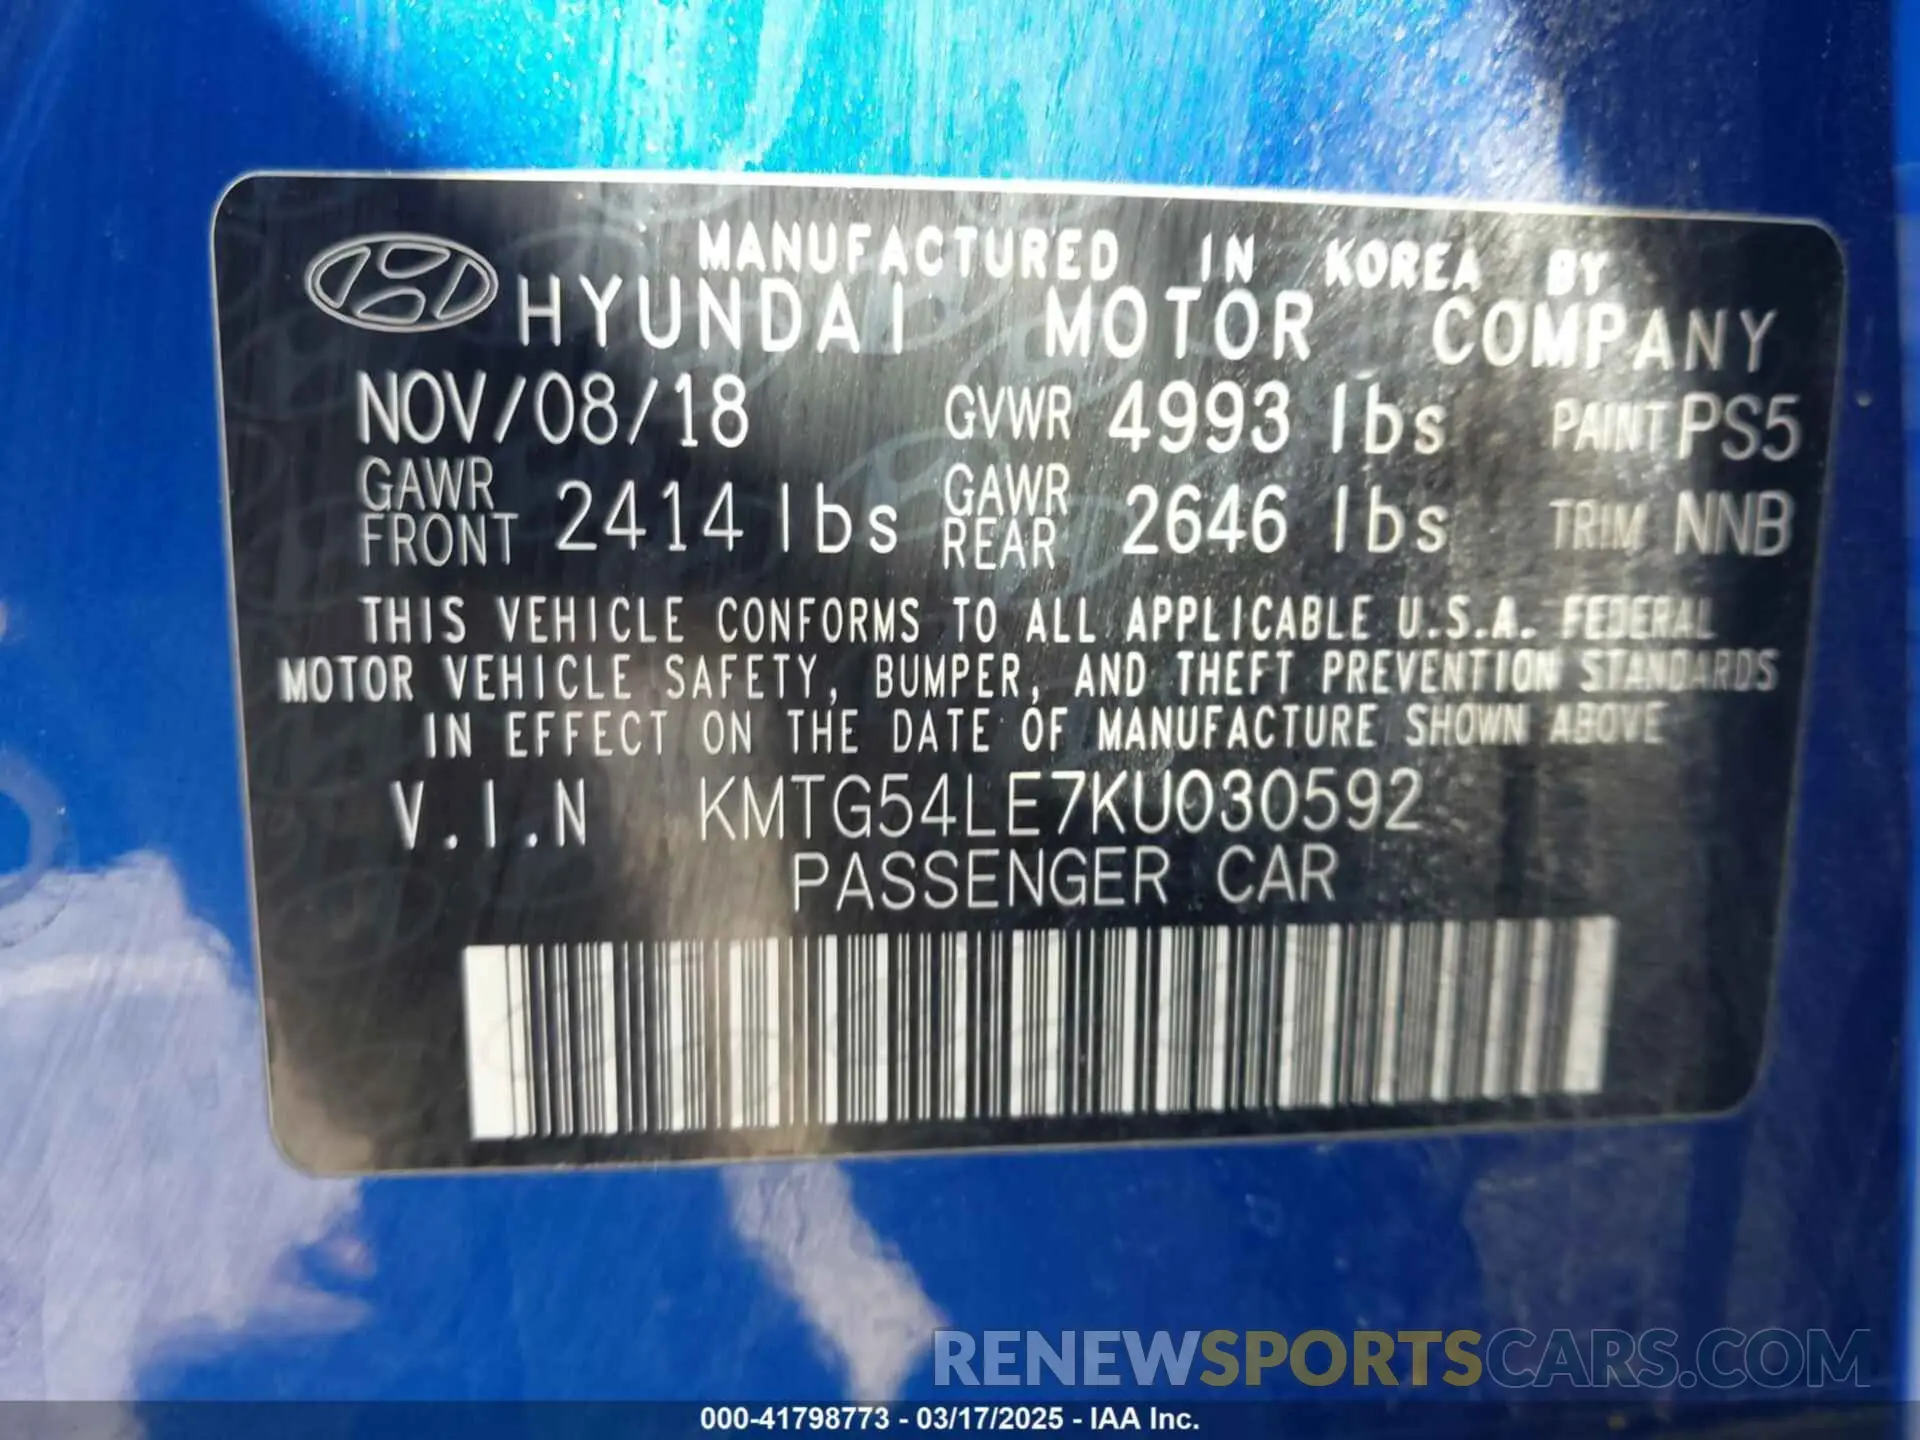 MANUFACTURED IN KOREA BY
HYUNDAI MOTOR COMPANY
NOV/08/18 GVWR 4993 lbs PAINT PS5
GAWR FRONT 2414 lbs GAWR REAR 2646 lbs TRIM NNB
THIS VEHICLE CONFORMS TO ALL APPLICABLE U.S.A. FEDERAL
MOTOR VEHICLE SAFETY, BUMPER, AND THEFT PREVENTION STANDARDS
IN EFFECT ON THE DATE OF MANUFACTURE SHOWN ABOVE
V.I.N KMTG54LE7KU030592
PASSENGER CAR
RENEWSPORTSCARS.COM
000-41798773 - 03/17/2025 - IAA Inc.